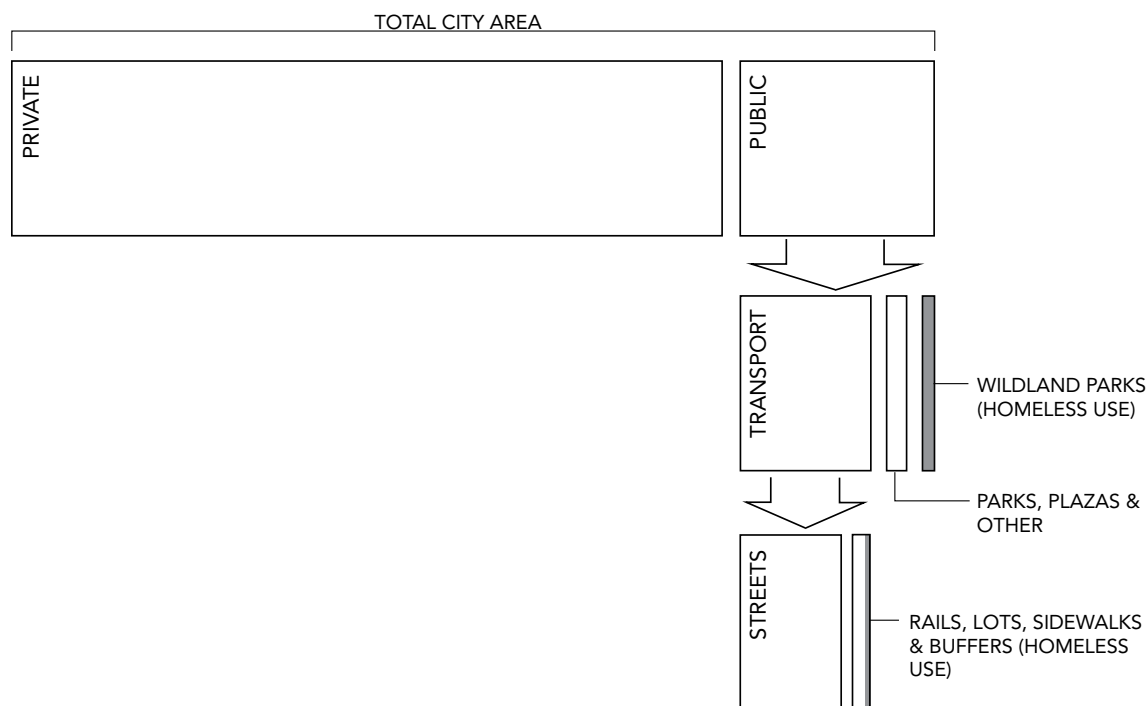 TOTAL CITY AREA
PRIVATE
PUBLIC
TRANSPORT
WILDLAND PARKS
(HOMELESS USE)
PARKS, PLAZAS &
OTHER
STREETS
RAILS, LOTS, SIDEWALKS
& BUFFERS (HOMELESS
USE)